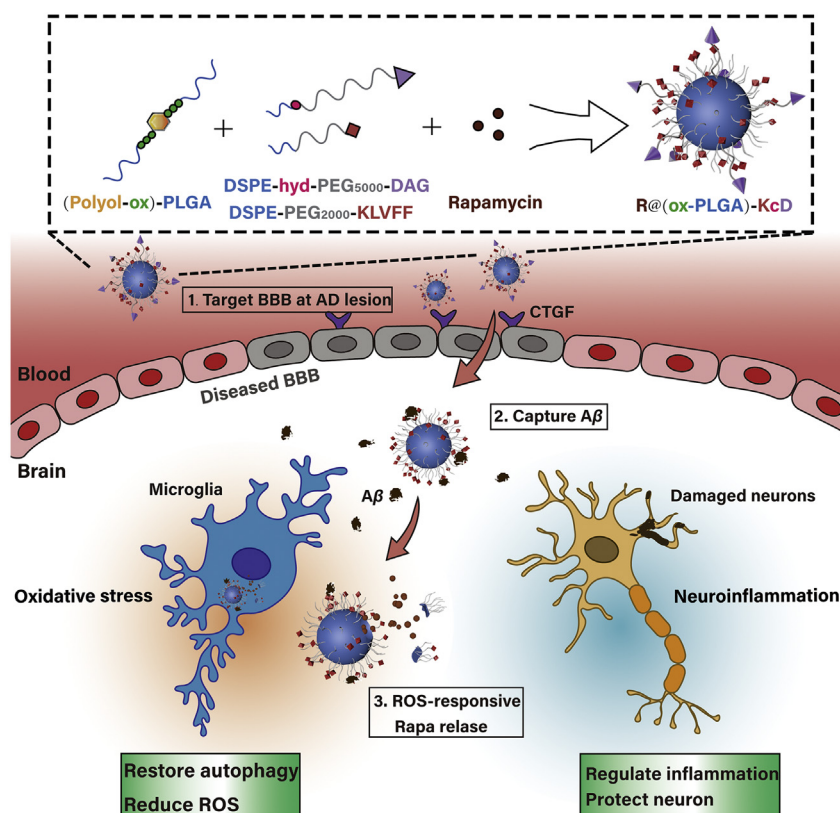 (Polyol-ox)-PLGA
+
DSPE-hyd-PEG5000-DAG
DSPE-PEG2000-KLVFF
+
Rapamycin
R@(ox-PLGA)-KcD
1. Target BBB at AD lesion
CTGF
Blood
Diseased BBB
2. Capture Aβ
Brain
Microglia
Aβ
Damaged neurons
Oxidative stress
Neuroinflammation
3. ROS-responsive
Rapa relase
Restore autophagy
Reduce ROS
Regulate inflammation
Protect neuron